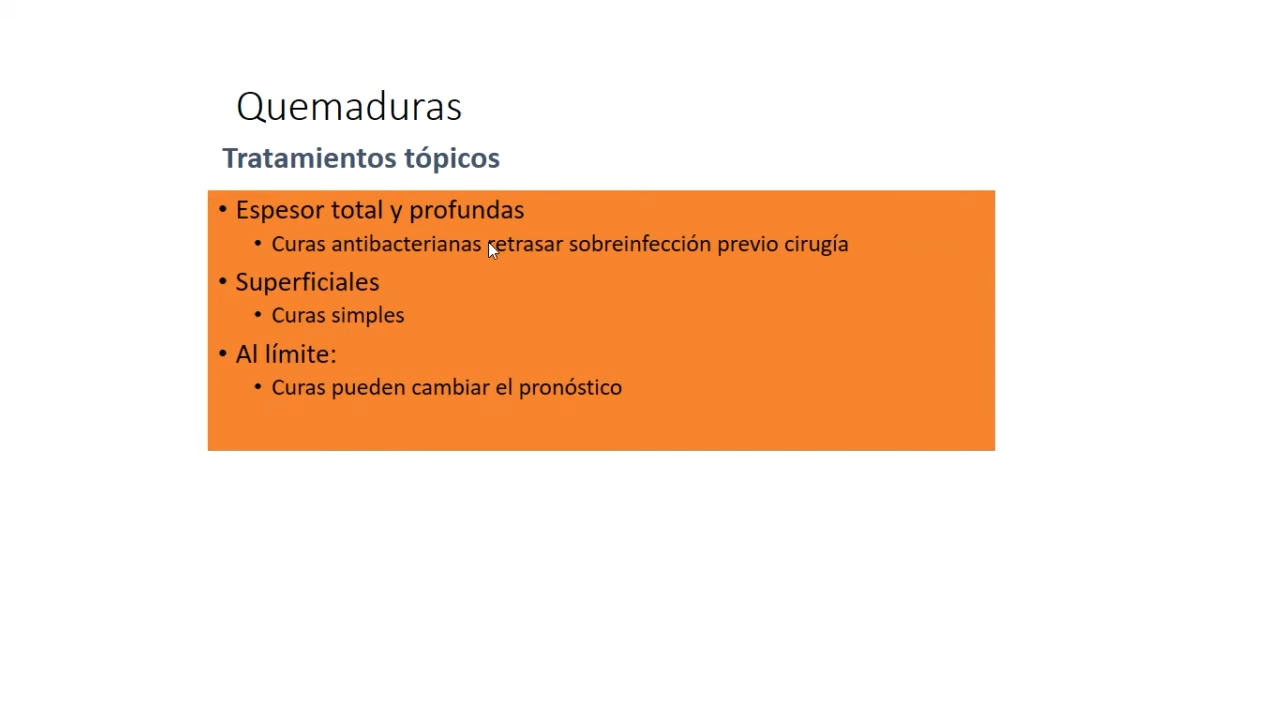 Quemaduras
Tratamientos tópicos
• Espesor total y profundas
• Curas antibacterianas retrasar sobreinfección previo cirugía
• Superficiales
• Curas simples
• Al límite:
• Curas pueden cambiar el pronóstico